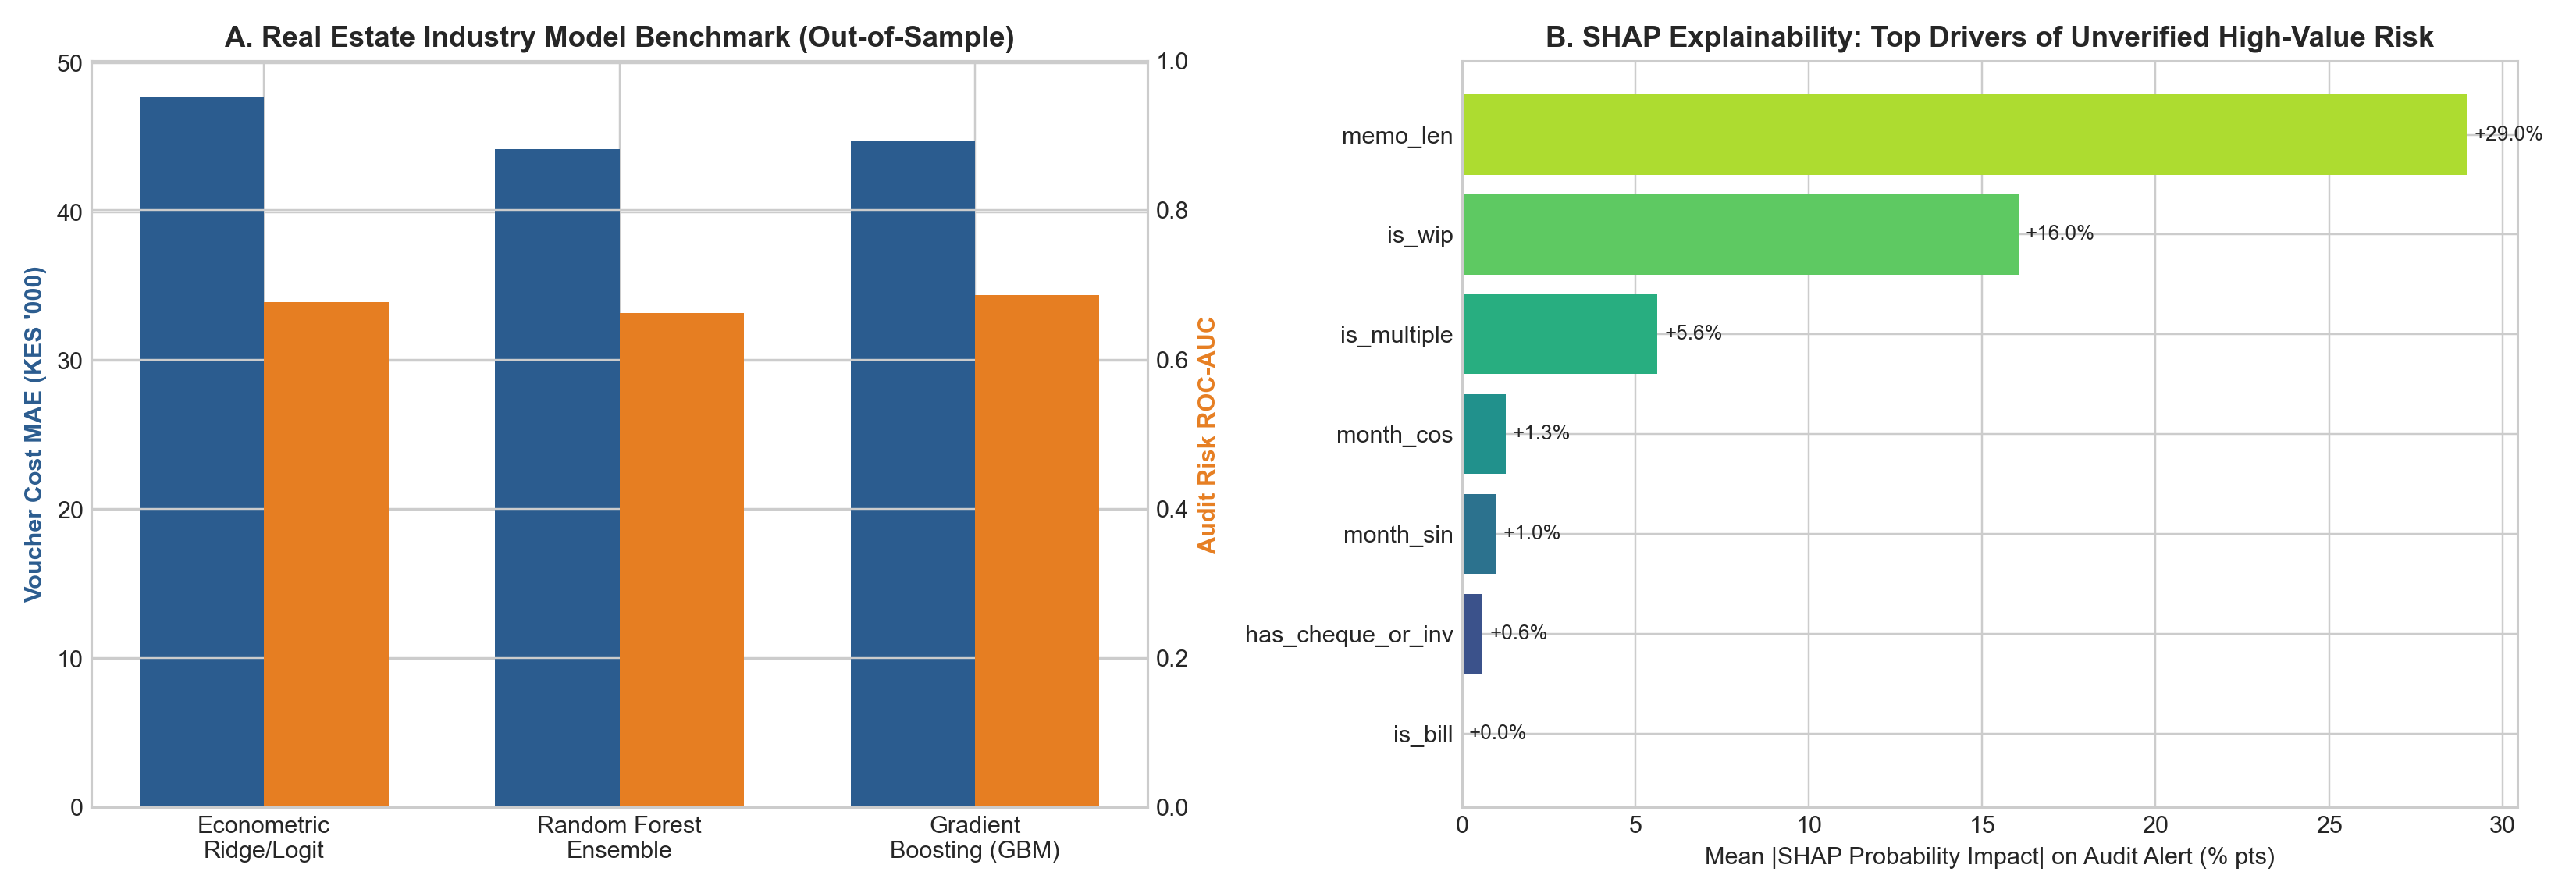 A. Real Estate Industry Model Benchmark (Out-of-Sample)
Voucher Cost MAE (KES '000)
50
40
30
20
10
0
1.0
0.8
0.6
0.4
0.2
0.0
Audit Risk ROC-AUC
Econometric
Ridge/Logit
Random Forest
Ensemble
Gradient
Boosting (GBM)
B. SHAP Explainability: Top Drivers of Unverified High-Value Risk
memo_len +29.0%
is_wip +16.0%
is_multiple +5.6%
month_cos +1.3%
month_sin +1.0%
has_cheque_or_inv +0.6%
is_bill +0.0%
0 5 10 15 20 25 30
Mean |SHAP Probability Impact| on Audit Alert (% pts)